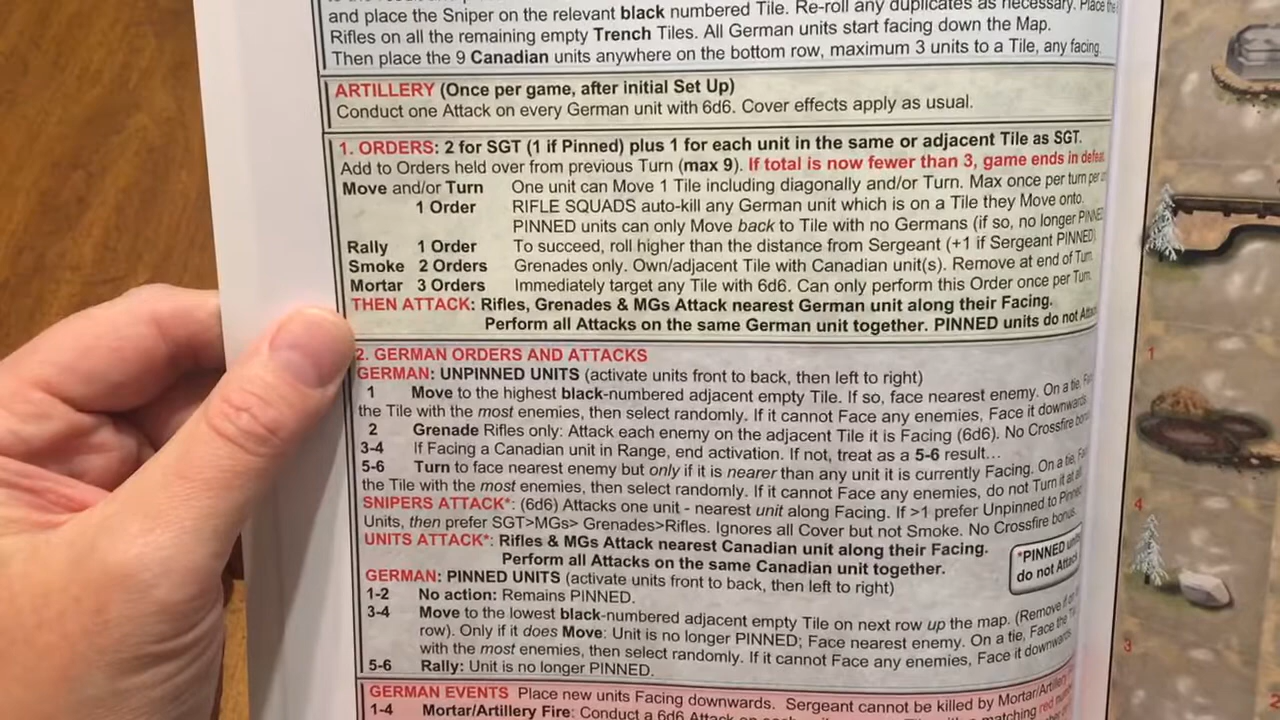 and place the Sniper on the relevant black numbered Tile. Re-roll any duplicates as necessary. Place the
Rifles on all the remaining empty Trench Tiles. All German units start facing down the Map.
Then place the 9 Canadian units anywhere on the bottom row, maximum 3 units to a Tile, any facing.
ARTILLERY (Once per game, after initial Set Up)
Conduct one Attack on every German unit with 6d6. Cover effects apply as usual.
1. ORDERS: 2 for SGT (1 if Pinned) plus 1 for each unit in the same or adjacent Tile as SGT.
Add to Orders held over from previous Turn (max 9). If total is now fewer than 3, game ends in defeat
Move and/or Turn One unit can Move 1 Tile including diagonally and/or Turn. Max once per turn per
1 Order RIFLE SQUADS auto-kill any German unit which is on a Tile they Move onto.
PINNED units can only Move back to Tile with no Germans (if so, no longer PINNED
Rally 1 Order To succeed, roll higher than the distance from Sergeant (+1 if Sergeant PINNED)
Smoke 2 Orders Grenades only. Own/adjacent Tile with Canadian unit(s). Remove at end of Turn.
Mortar 3 Orders Immediately target any Tile with 6d6. Can only perform this Order once per Turn.
THEN ATTACK: Rifles, Grenades & MGs Attack nearest German unit along their Facing.
Perform all Attacks on the same German unit together. PINNED units do not Attack
2. GERMAN ORDERS AND ATTACKS
GERMAN: UNPINNED UNITS (activate units front to back, then left to right)
1 Move to the highest black-numbered adjacent empty Tile. If so, face nearest enemy. On a tie, Face
the Tile with the most enemies, then select randomly. If it cannot Face any enemies, Face it downwards
2 Grenade Rifles only: Attack each enemy on the adjacent Tile it is Facing (6d6). No Crossfire bonus
3-4 If Facing a Canadian unit in Range, end activation. If not, treat as a 5-6 result...
5-6 Turn to face nearest enemy but only if it is nearer than any unit it is currently Facing. On a tie, Face
the Tile with the most enemies, then select randomly. If it cannot Face any enemies, do not Turn it at all.
SNIPERS ATTACK*: (6d6) Attacks one unit - nearest unit along Facing. If >1 prefer Unpinned to Pinned
Units, then prefer SGT>MGs> Grenades>Rifles. Ignores all Cover but not Smoke. No Crossfire bonus.
UNITS ATTACK*: Rifles & MGs Attack nearest Canadian unit along their Facing.
Perform all Attacks on the same Canadian unit together.
*PINNED units
do not Attack
GERMAN: PINNED UNITS (activate units front to back, then left to right)
1-2 No action: Remains PINNED.
3-4 Move to the lowest black-numbered adjacent empty Tile on next row up the map. (Remove if
row). Only if it does Move: Unit is no longer PINNED; Face nearest enemy. On a tie, Face the Tile
with the most enemies, then select randomly. If it cannot Face any enemies, Face it downwards.
5-6 Rally: Unit is no longer PINNED.
GERMAN EVENTS Place new units Facing downwards. Sergeant cannot be killed by Mortar/Artillery
1-4 Mortar/Artillery Fire: Conduct a 6d6 Attack on matching red
1
4
3
2